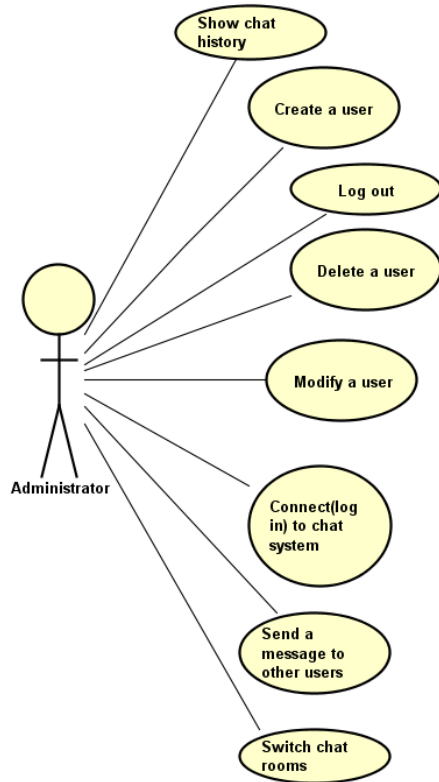 Show chat
history
Create a user
Log out
Delete a user
Modify a user
Administrator
Connect(log
in) to chat
system
Send a
message to
other users
Switch chat
rooms